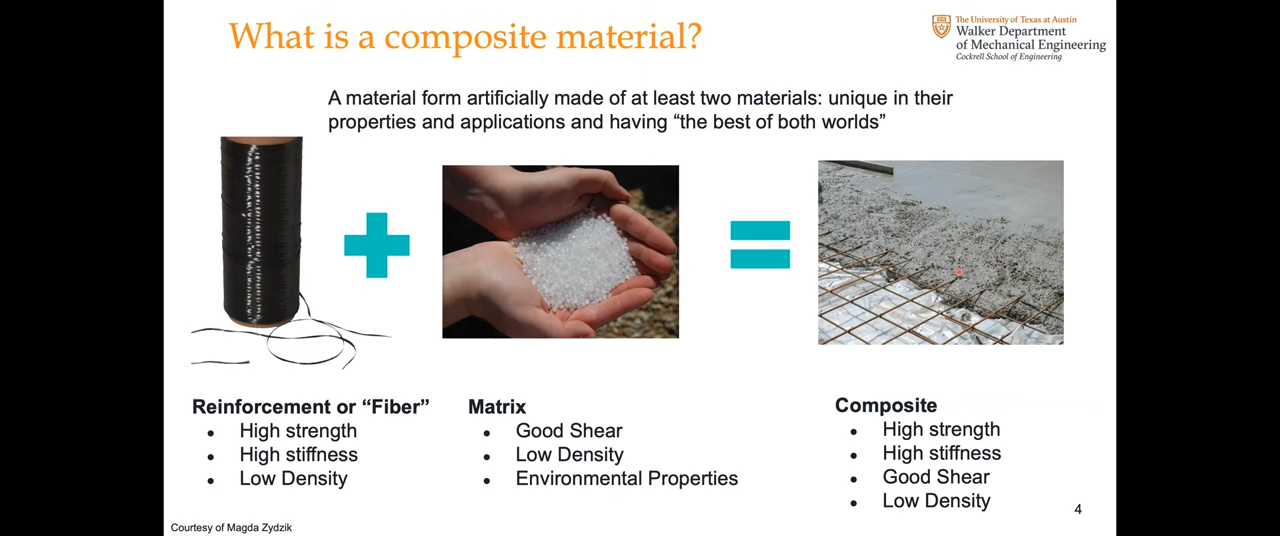 What is a composite material?
The University of Texas at Austin
Walker Department
of Mechanical Engineering
Cockrell School of Engineering
A material form artificially made of at least two materials: unique in their
properties and applications and having “the best of both worlds”
Reinforcement or “Fiber”
• High strength
• High stiffness
• Low Density
Matrix
• Good Shear
• Low Density
• Environmental Properties
Composite
• High strength
• High stiffness
• Good Shear
• Low Density
4
Courtesy of Magda Zydzik